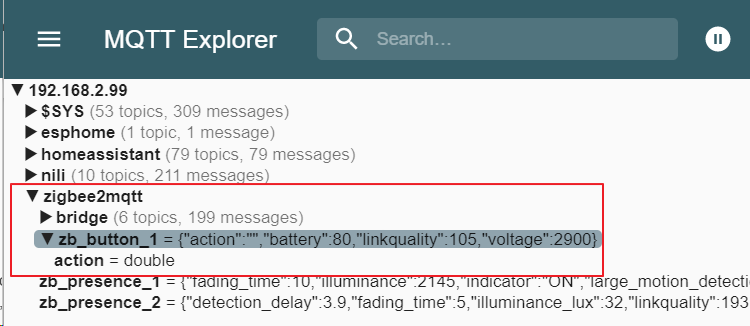 MQTT Explorer
Search...
▼ 192.168.2.99
▶ $SYS (53 topics, 309 messages)
▶ esphome (1 topic, 1 message)
▶ homeassistant (79 topics, 79 messages)
▶ nili (10 topics, 211 messages)
▼ zigbee2mqtt
▶ bridge (6 topics, 199 messages)
▼ zb_button_1 = {"action":"","battery":80,"linkquality":105,"voltage":2900}
action = double
zb_presence_1 = {"fading_time":10,"illuminance":2145,"indicator":"ON","large_motion_detecti
zb_presence_2 = {"detection_delay":3.9,"fading_time":5,"illuminance_lux":32,"linkquality":193